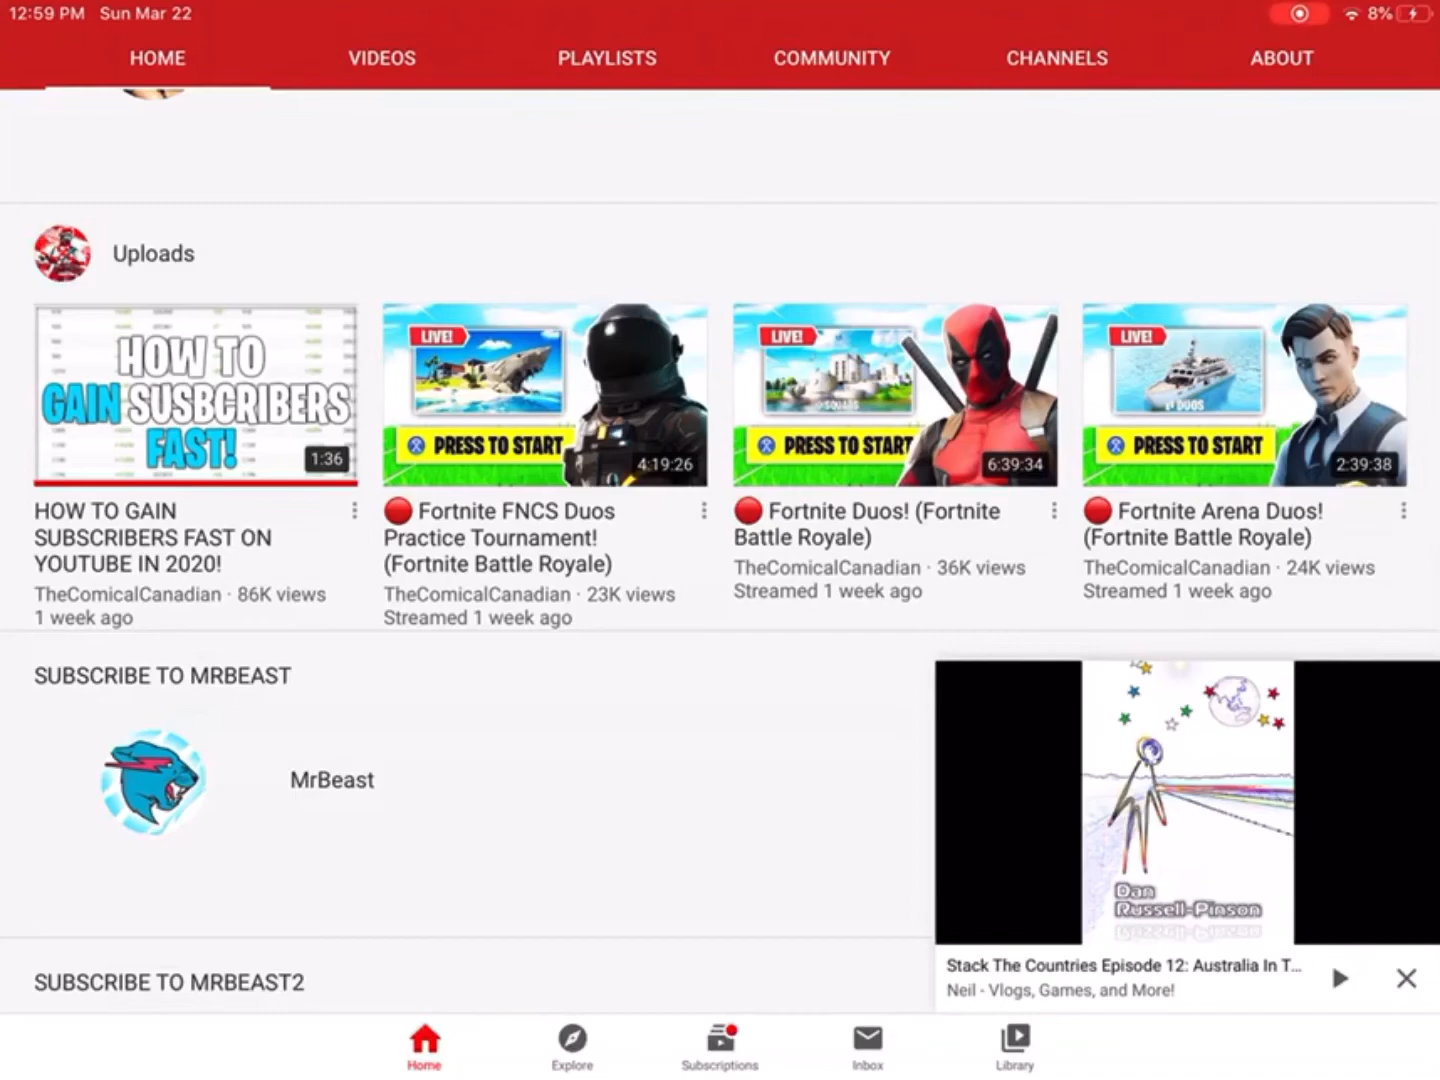 12:59 PM Sun Mar 22
8%
HOME VIDEOS PLAYLISTS COMMUNITY CHANNELS ABOUT
Uploads
HOW TO
GAIN SUSBCRIBERS
FAST!
1:36
LIVE!
PRESS TO START
4:19:26
LIVE!
SQUADS
PRESS TO START
6:39:34
LIVE!
DUOS
PRESS TO START
2:39:38
HOW TO GAIN
SUBSCRIBERS FAST ON
YOUTUBE IN 2020!
TheComicalCanadian · 86K views
1 week ago
Fortnite FNCS Duos
Practice Tournament!
(Fortnite Battle Royale)
TheComicalCanadian · 23K views
Streamed 1 week ago
Fortnite Duos! (Fortnite
Battle Royale)
TheComicalCanadian · 36K views
Streamed 1 week ago
Fortnite Arena Duos!
(Fortnite Battle Royale)
TheComicalCanadian · 24K views
Streamed 1 week ago
SUBSCRIBE TO MRBEAST
MrBeast
Dan
Russell-Pinson
Stack The Countries Episode 12: Australia In T...
Neil - Vlogs, Games, and More!
SUBSCRIBE TO MRBEAST2
Home Explore Subscriptions Inbox Library